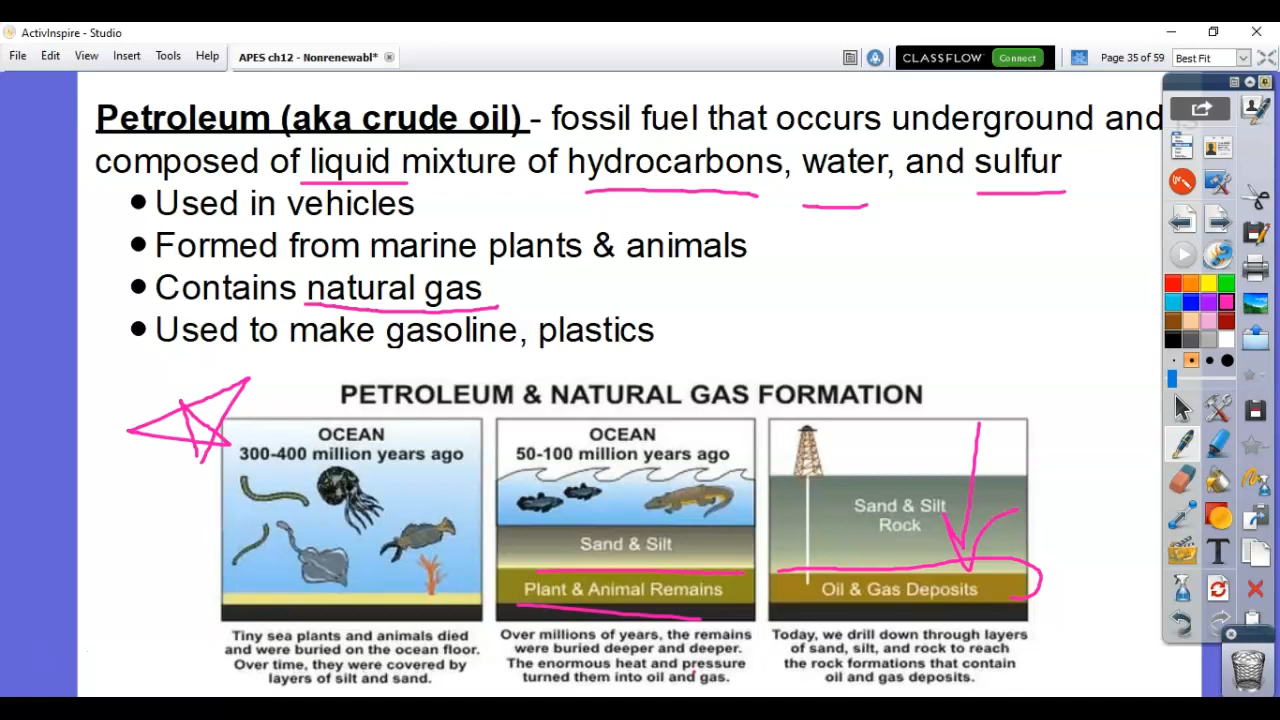 ActivInspire - Studio
File Edit View Insert Tools Help APES ch12 - Nonrenewabl* CLASSFLOW Connect Page 35 of 59 Best Fit
Petroleum (aka crude oil) - fossil fuel that occurs underground and is
composed of liquid mixture of hydrocarbons, water, and sulfur
• Used in vehicles
• Formed from marine plants & animals
• Contains natural gas
• Used to make gasoline, plastics
PETROLEUM & NATURAL GAS FORMATION
OCEAN
300-400 million years ago
Tiny sea plants and animals died
and were buried on the ocean floor.
Over time, they were covered by
layers of silt and sand.
OCEAN
50-100 million years ago
Sand & Silt
Plant & Animal Remains
Over millions of years, the remains
were buried deeper and deeper.
The enormous heat and pressure
turned them into oil and gas.
Sand & Silt
Rock
Oil & Gas Deposits
Today, we drill down through layers
of sand, silt, and rock to reach
the rock formations that contain
oil and gas deposits.